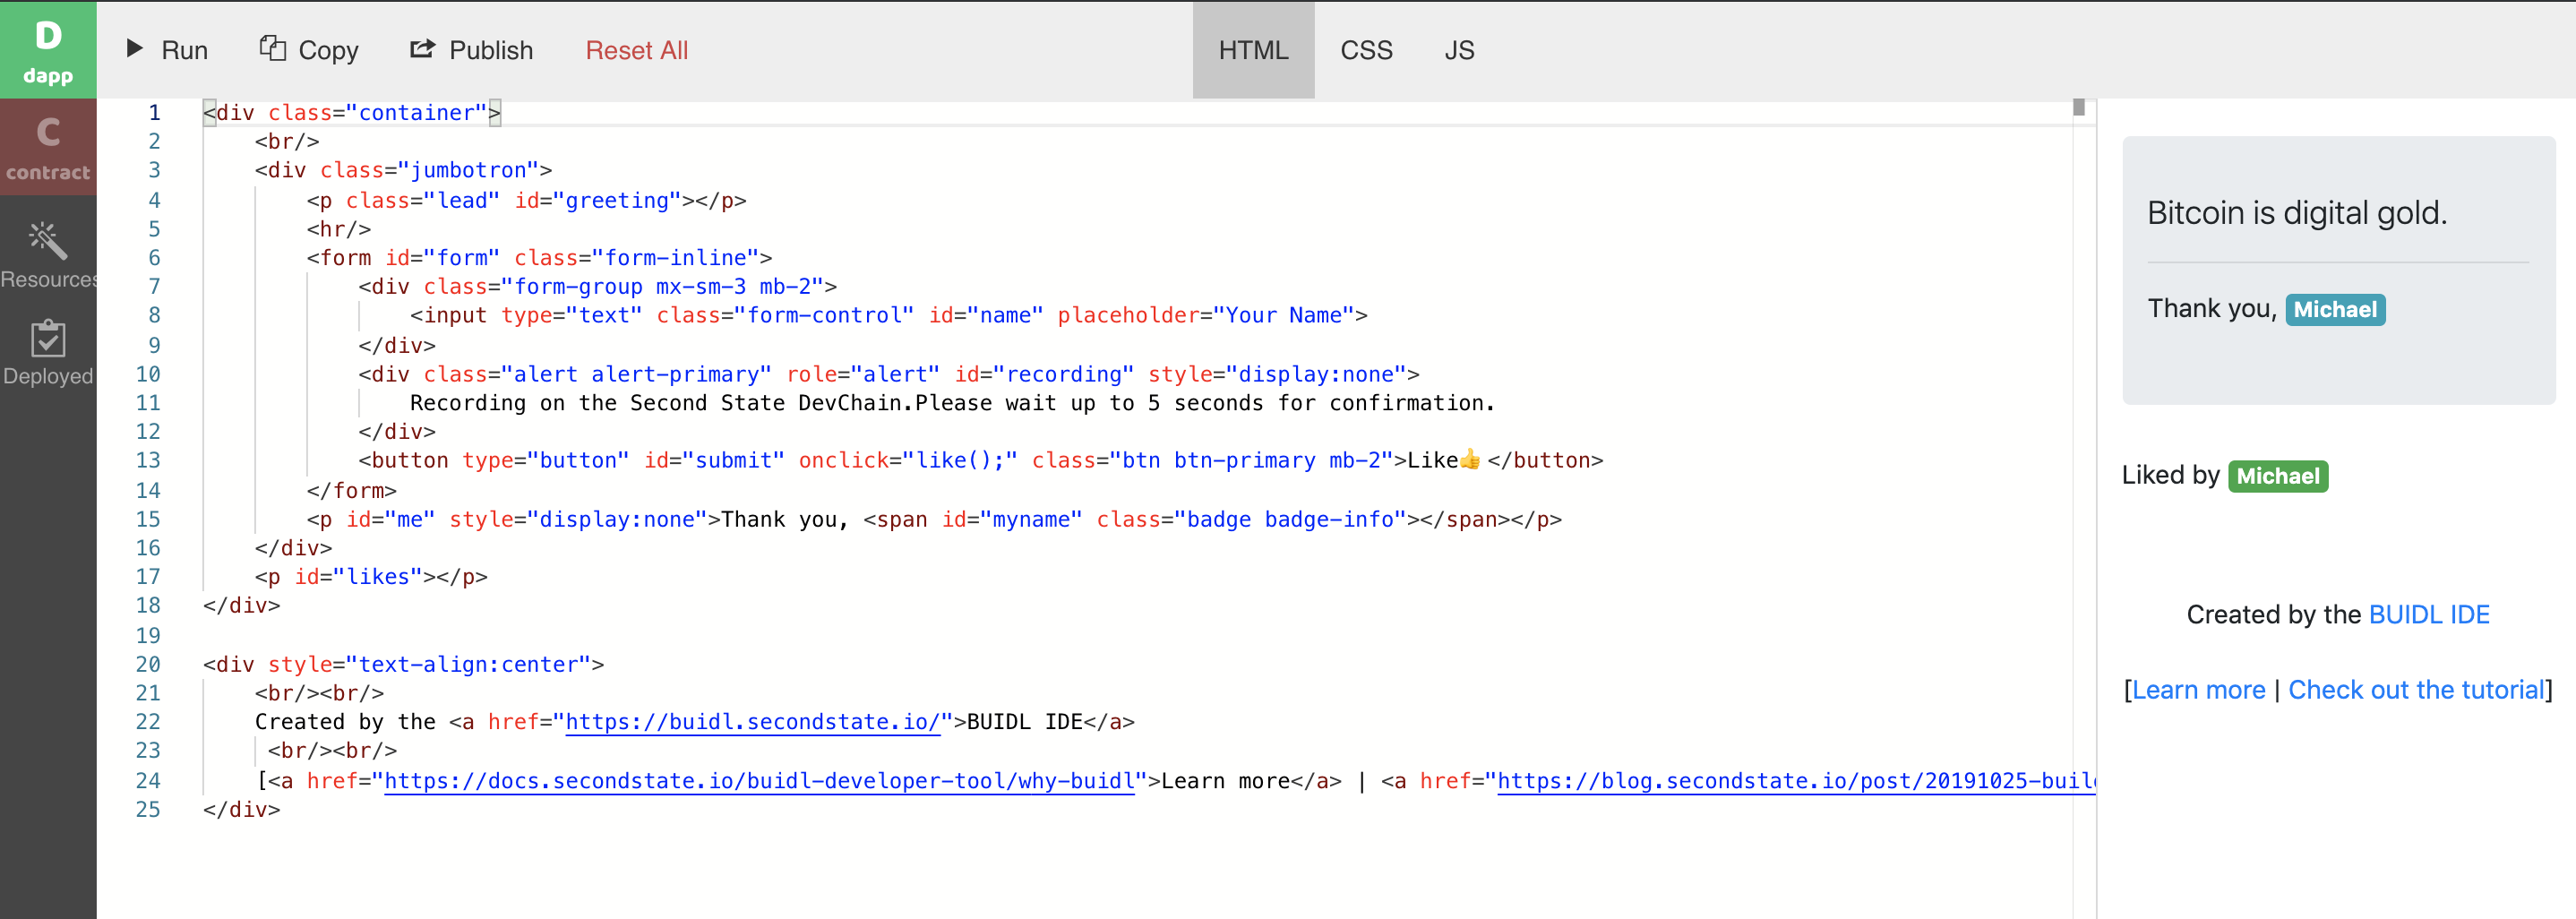 D
dapp
Run Copy Publish Reset All HTML CSS JS
C
contract
Resources
Deployed
1 <div class="container">
2 <br/>
3 <div class="jumbotron">
4 <p class="lead" id="greeting"></p>
5 <hr/>
6 <form id="form" class="form-inline">
7 <div class="form-group mx-sm-3 mb-2">
8 <input type="text" class="form-control" id="name" placeholder="Your Name">
9 </div>
10 <div class="alert alert-primary" role="alert" id="recording" style="display:none">
11 Recording on the Second State DevChain.Please wait up to 5 seconds for confirmation.
12 </div>
13 <button type="button" id="submit" onclick="like();" class="btn btn-primary mb-2">Like👍</button>
14 </form>
15 <p id="me" style="display:none">Thank you, <span id="myname" class="badge badge-info"></span></p>
16 </div>
17 <p id="likes"></p>
18 </div>
19
20 <div style="text-align:center">
21 <br/><br/>
22 Created by the <a href="https://buidl.secondstate.io/">BUIDL IDE</a>
23 <br/><br/>
24 [<a href="https://docs.secondstate.io/buidl-developer-tool/why-buidl">Learn more</a> | <a href="https://blog.secondstate.io/post/20191025-buil
25 </div>
Bitcoin is digital gold.
Thank you, Michael
Liked by Michael
Created by the BUIDL IDE
[Learn more | Check out the tutorial]